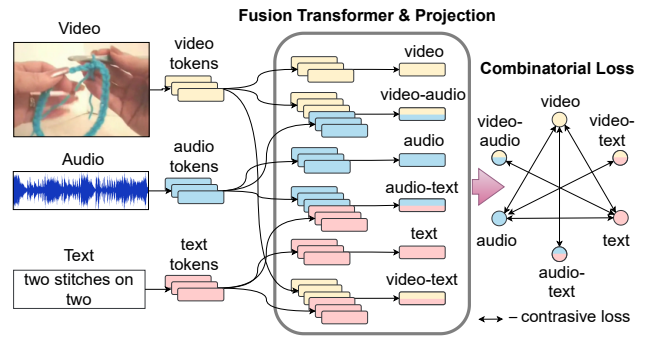 Fusion Transformer & Projection
Video
video
tokens
video
video-audio
Audio
audio
tokens
audio
audio-text
Text
two stitches on
two
text
tokens
text
video-text
Combinatorial Loss
video
video-
audio
video-
text
audio
text
audio-
text
– contrasive loss